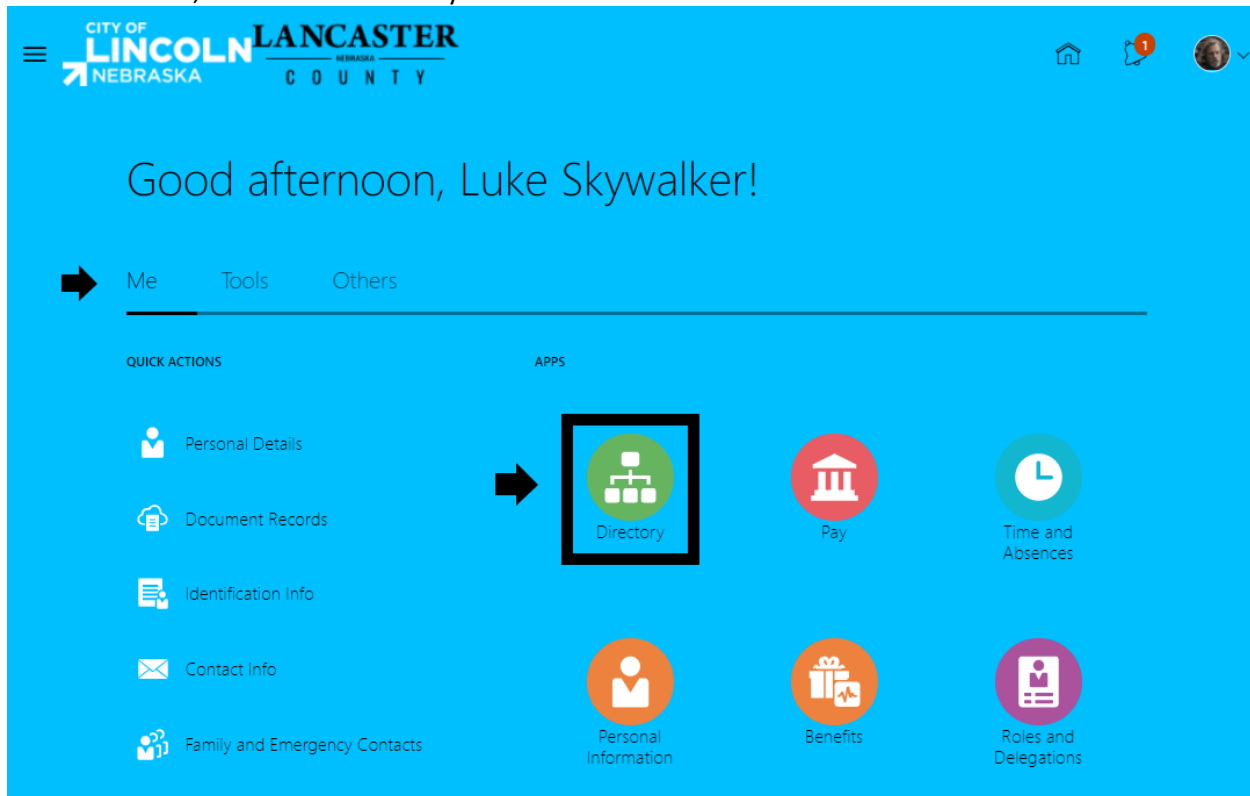 CITY OF
LINCOLN
NEBRASKA
LANCASTER
NEBRASKA
COUNTY
1
Good afternoon, Luke Skywalker!
Me Tools Others
QUICK ACTIONS
APPS
Personal Details
Document Records
Identification Info
Contact Info
Family and Emergency Contacts
Directory
Pay
Time and
Absences
Personal
Information
Benefits
Roles and
Delegations